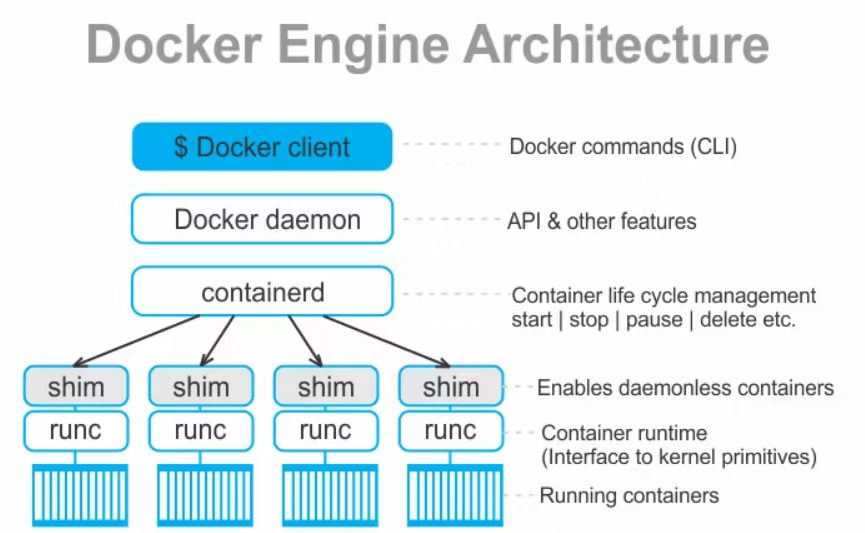 Docker Engine Architecture
$ Docker client
Docker commands (CLI)
Docker daemon
API & other features
containerd
Container life cycle management
start | stop | pause | delete etc.
shim shim shim shim
Enables daemonless containers
runc runc runc runc
Container runtime
(Interface to kernel primitives)
Running containers